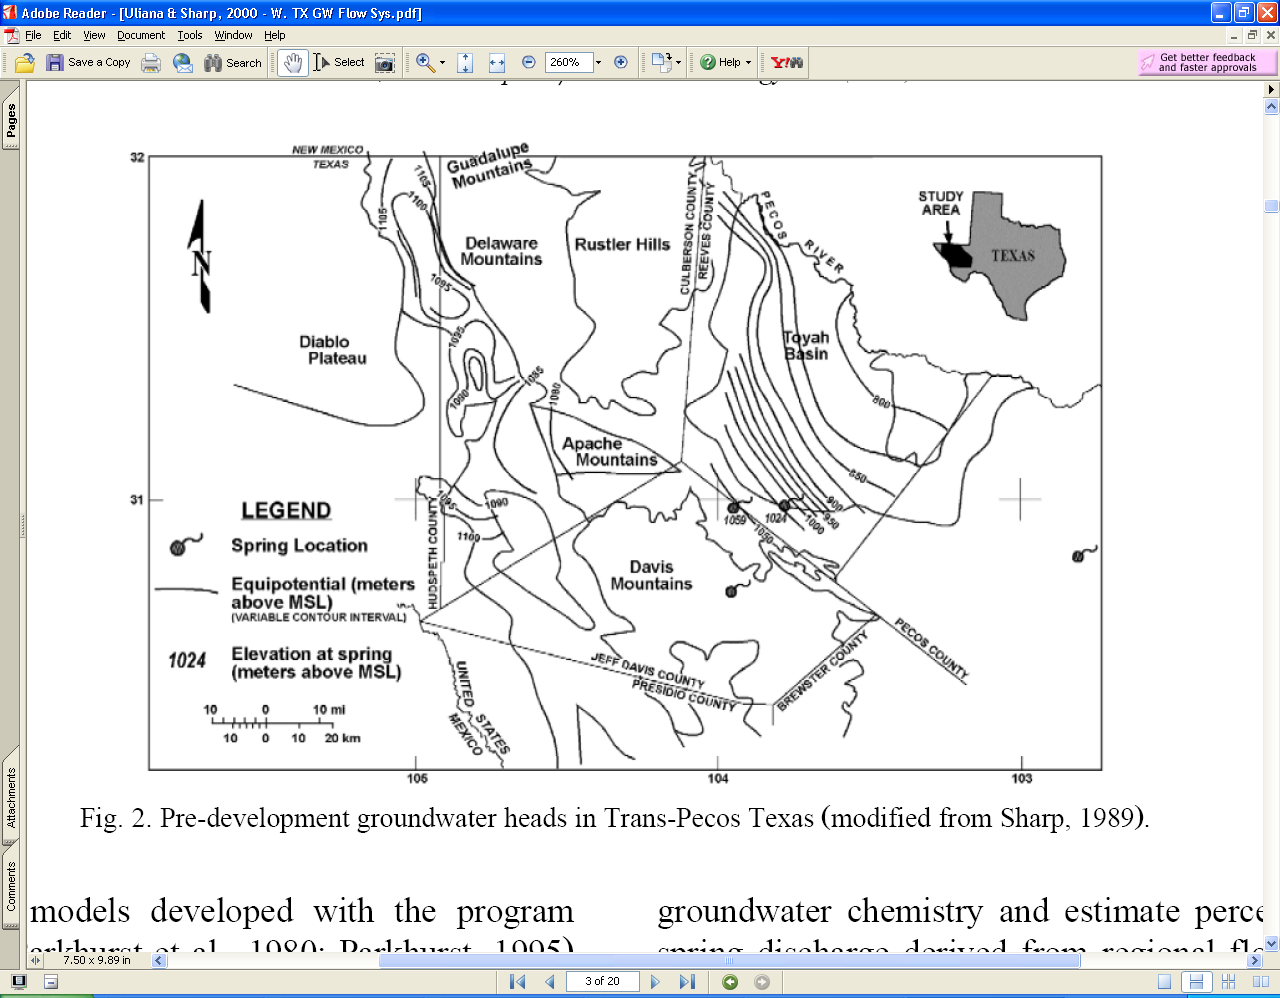 Adobe Reader - [Uliana & Sharp, 2000 - W. TX GW Flow Sys.pdf]
File Edit View Document Tools Window Help
Save a Copy Search Select 260% Help Y!
Get better feedback
and faster approvals
Pages
Attachments
Comments
32
NEW MEXICO
TEXAS
Guadalupe
Mountains
1105
1100
1105
Delaware
Mountains
Rustler Hills
CULBERSON COUNTY
REEVES COUNTY
PECOS RIVER
STUDY
AREA
TEXAS
N
1095
Diablo
Plateau
1095
Toyah
Basin
1085
1080
1000
800
Apache
Mountains
850
31
1095
1090
900
950
1000
1059
1024
1050
1100
HUDSPETH COUNTY
LEGEND
Spring Location
Equipotential (meters
above MSL)
(VARIABLE CONTOUR INTERVAL)
1024
Elevation at spring
(meters above MSL)
10 0 10 mi
10 0 10 20 km
Davis
Mountains
JEFF DAVIS COUNTY
PRESIDIO COUNTY
BREWSTER COUNTY
PECOS COUNTY
UNITED STATES
MEXICO
105
104
103
Fig. 2. Pre-development groundwater heads in Trans-Pecos Texas (modified from Sharp, 1989).
models developed with the program
groundwater chemistry and estimate perce
7.50 x 9.89 in
3 of 20